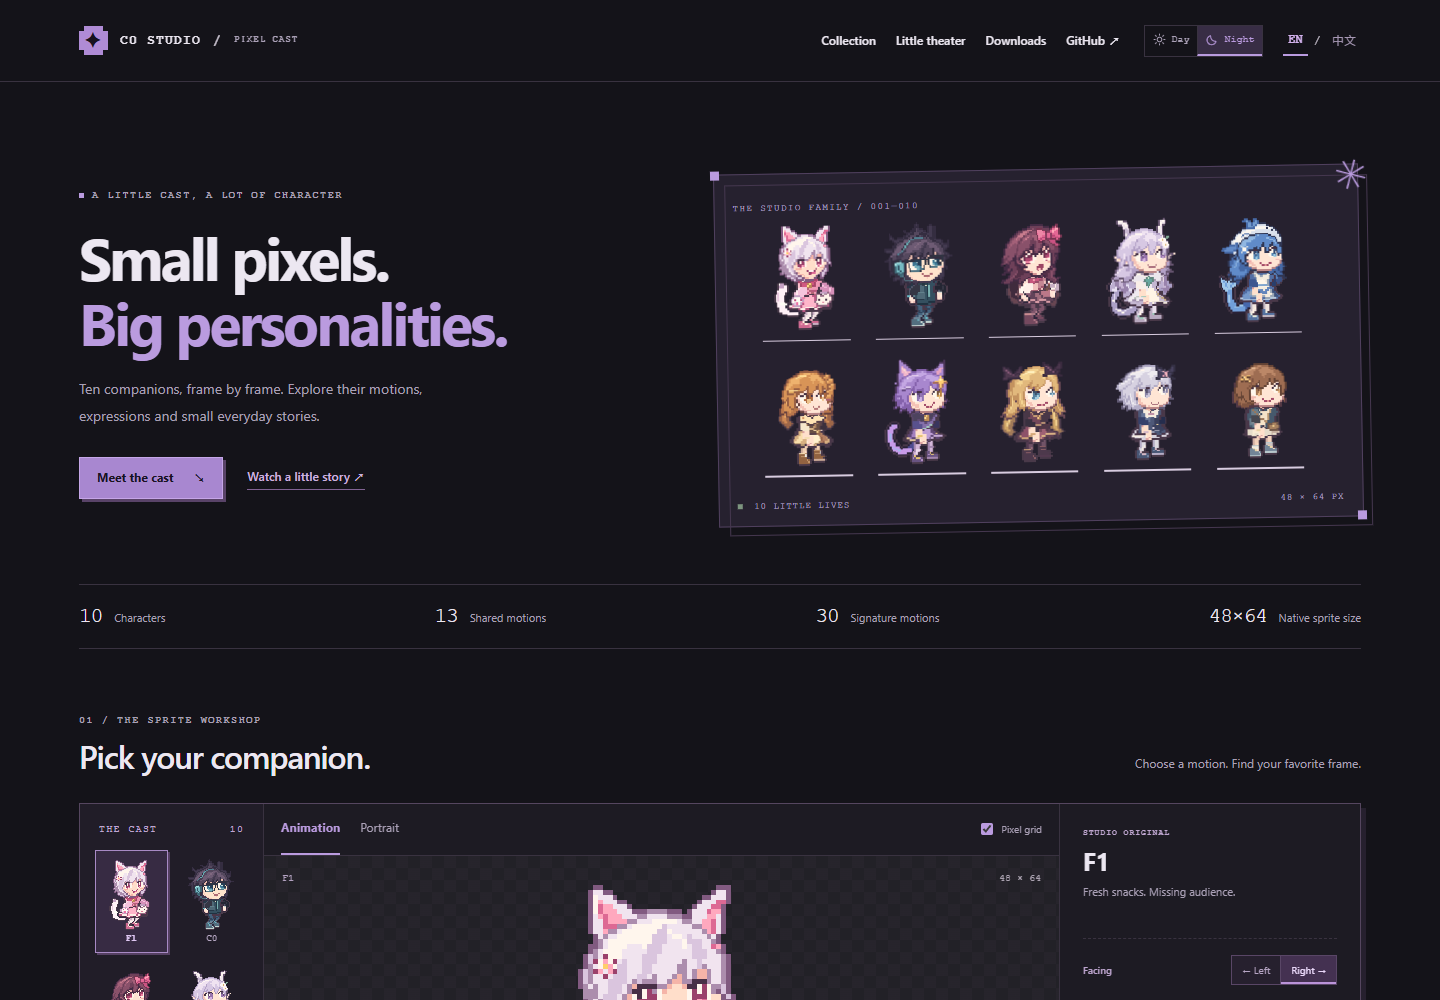 C0 STUDIO / PIXEL CAST
Collection Little theater Downloads GitHub ↗ Day Night EN / 中文
A LITTLE CAST, A LOT OF CHARACTER
Small pixels.
Big personalities.
Ten companions, frame by frame. Explore their motions,
expressions and small everyday stories.
Meet the cast ↘ Watch a little story ↗
THE STUDIO FAMILY / 001—010
10 LITTLE LIVES
48 × 64 PX
10 Characters
13 Shared motions
30 Signature motions
48×64 Native sprite size
01 / THE SPRITE WORKSHOP
Pick your companion.
Choose a motion. Find your favorite frame.
THE CAST 10
F1
C0
Animation Portrait Pixel grid
F1 48 × 64
STUDIO ORIGINAL
F1
Fresh snacks. Missing audience.
Facing ← Left Right →